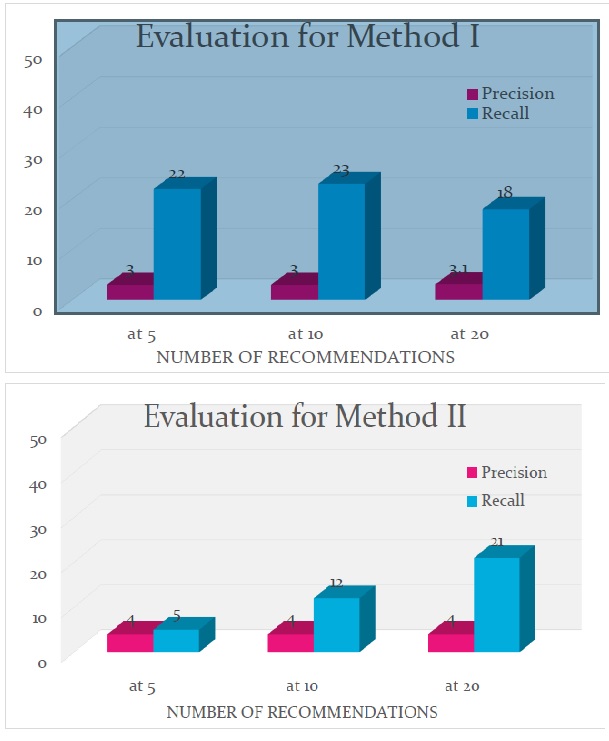 Evaluation for Method I
50
40
30
20
10
0
Precision
Recall
3
22
3
23
3.1
18
at 5
at 10
at 20
NUMBER OF RECOMMENDATIONS
Evaluation for Method II
50
40
30
20
10
0
Precision
Recall
4
5
4
12
4
21
at 5
at 10
at 20
NUMBER OF RECOMMENDATIONS